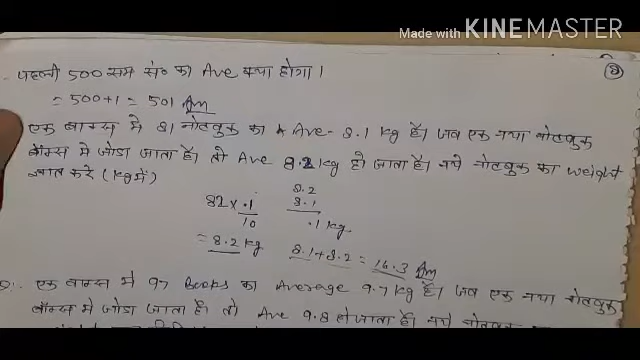 Made with KINEMASTER
पहली 500 सम सं० का Ave क्या होगा।
= 500+1 = 501 Am
एक बाक्स मे 81 नोटबुक का Ave - 8.1 kg है। जब एक नया नोटबुक
बॉक्स मे जोडा जाता है। तो Ave 8.2 kg हो जाता है। नये नोटबुक का weight
ज्ञात करे (kg में)
82 × .1
10
= 8.2 kg
8.2
8.1
.1 kg
8.1 + 8.2 = 16.3 Am
एक बाक्स मे 97 Books का Average 9.7 kg है। जब एक नया नोटबुक
बॉक्स मे जोडा जाता है। तो Ave 9.8 हो जाता है। नये नोटबुक